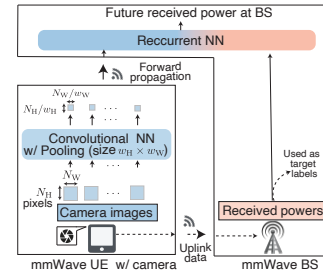 Future received power at BS
Reccurrent NN
Forward
propagation
N_W/w_W
N_H/w_H
Convolutional NN
w/ Pooling (size w_H × w_W)
N_W
N_H
pixels
Camera images
Used as
target
labels
Received powers
Uplink
data
mmWave UE w/ camera
mmWave BS